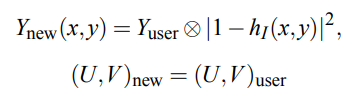 Y_new(x,y) = Y_user ⊗ |1 − h_I(x,y)|²,
(U,V)_new = (U,V)_user